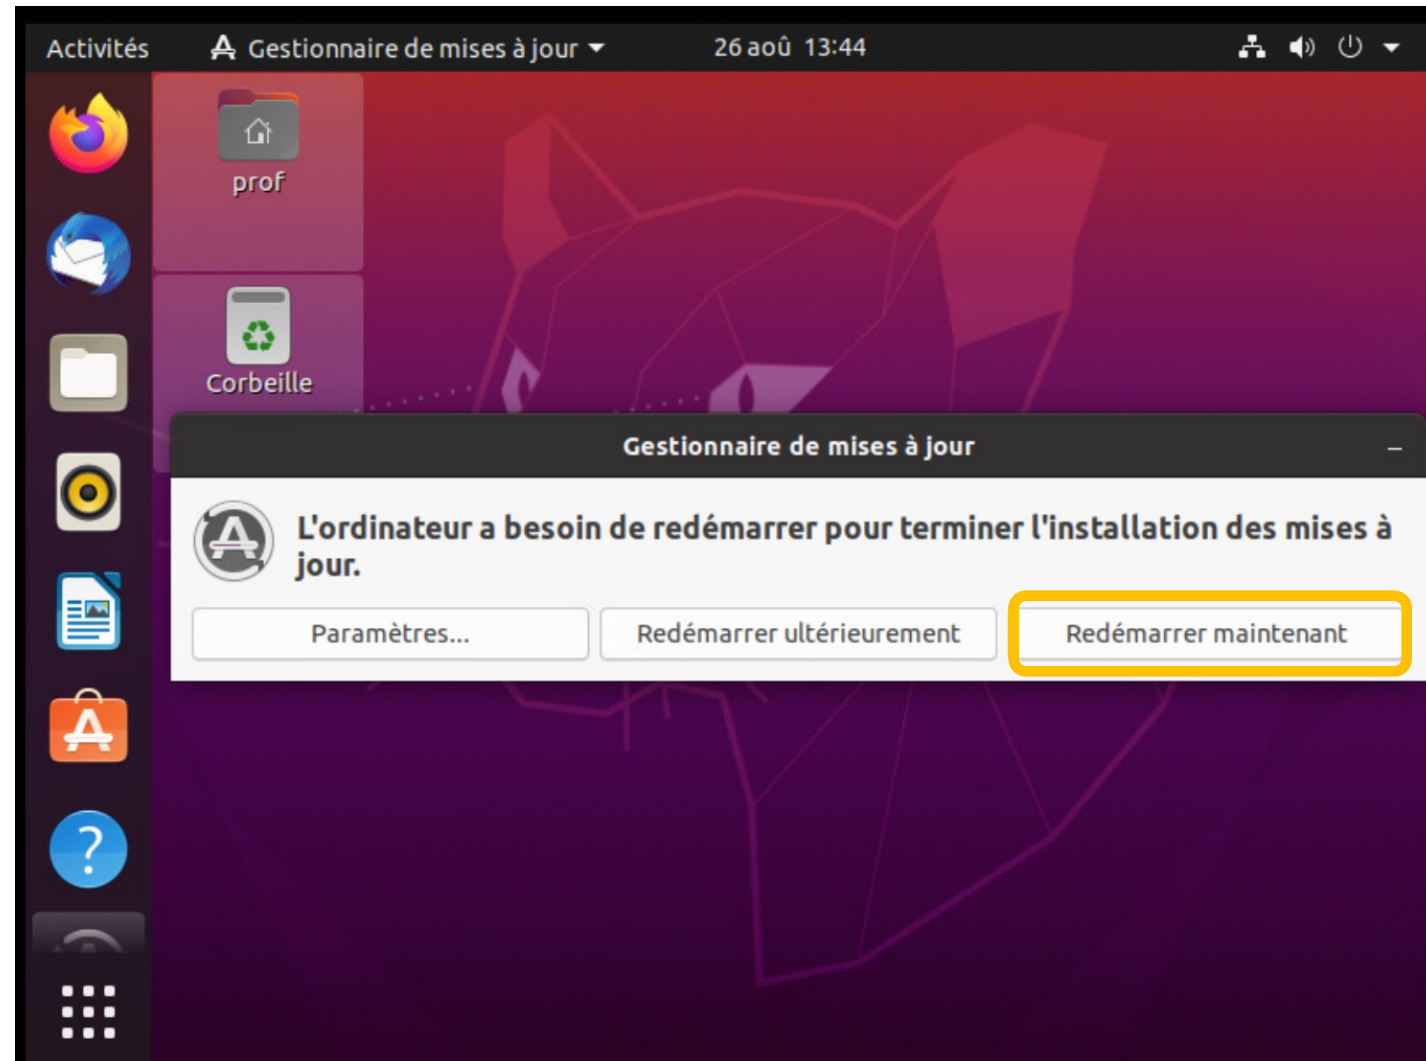 Activités
Gestionnaire de mises à jour
26 aoû 13:44
prof
Corbeille
Gestionnaire de mises à jour
L'ordinateur a besoin de redémarrer pour terminer l'installation des mises à
jour.
Paramètres...
Redémarrer ultérieurement
Redémarrer maintenant